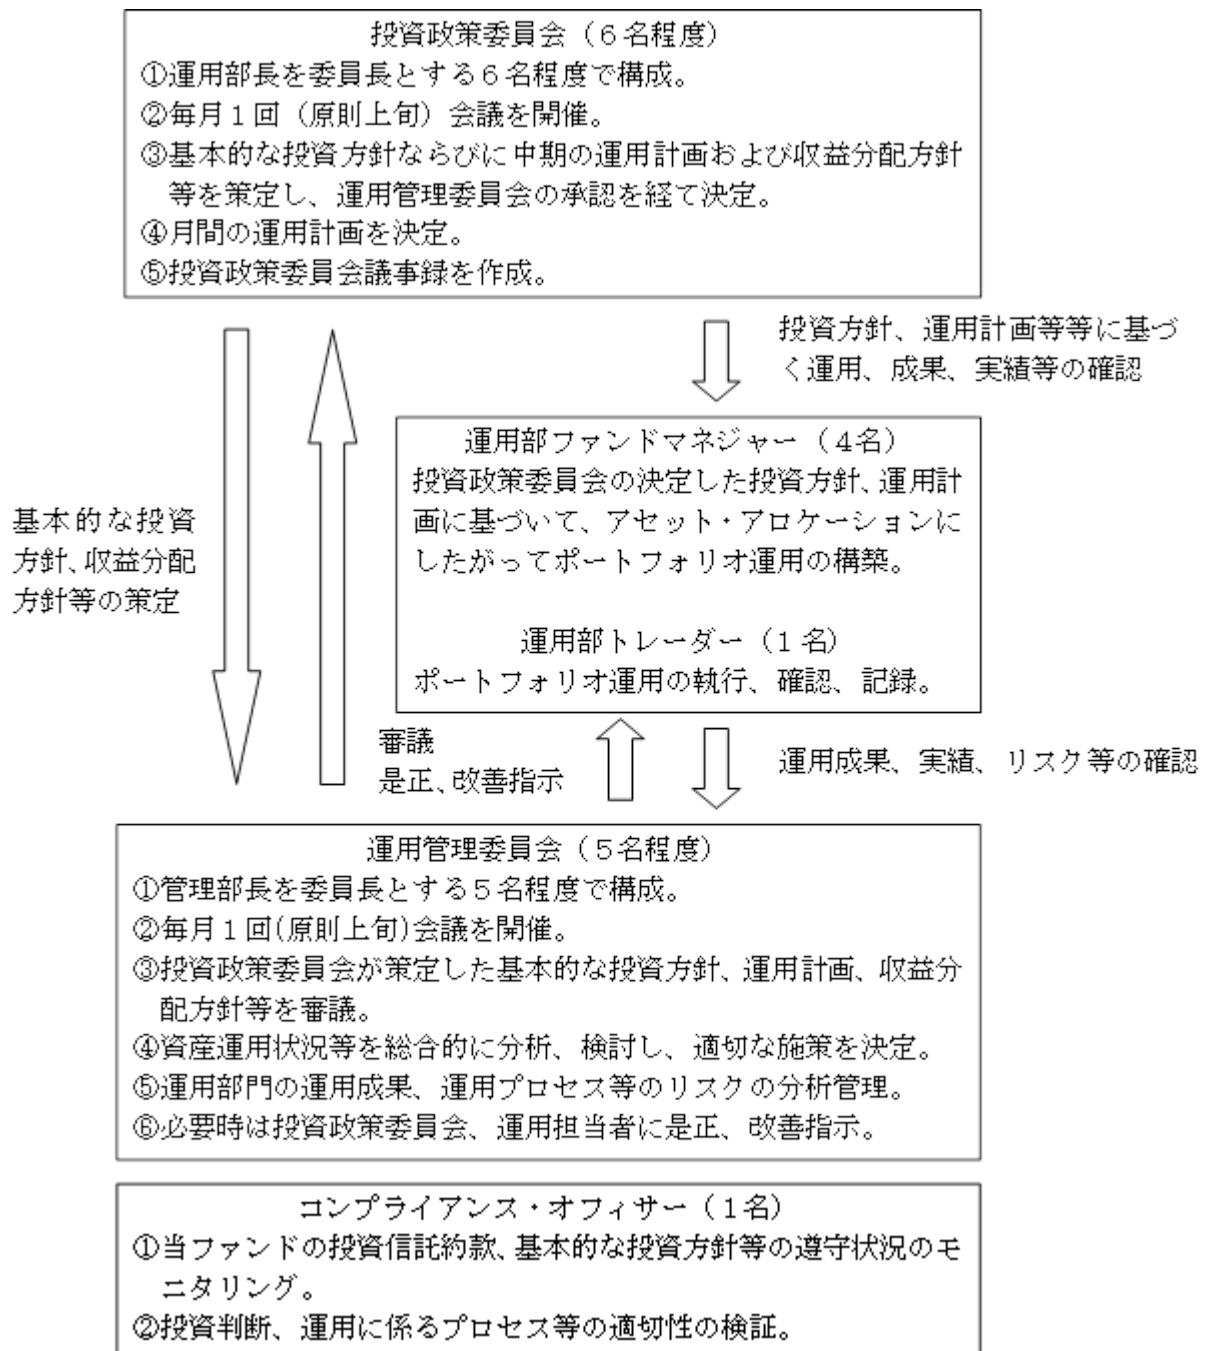 投資政策委員会（６名程度）
①運用部長を委員長とする６名程度で構成。
②毎月１回（原則上旬）会議を開催。
③基本的な投資方針ならびに中期の運用計画および収益分配方針
等を策定し、運用管理委員会の承認を経て決定。
④月間の運用計画を決定。
⑤投資政策委員会議事録を作成。
投資方針、運用計画等等に基づ
く運用、成果、実績等の確認
運用部ファンドマネジャー（４名）
投資政策委員会の決定した投資方針、運用計
画に基づいて、アセット・アロケーションに
したがってポートフォリオ運用の構築。
運用部トレーダー（１名）
ポートフォリオ運用の執行、確認、記録。
基本的な投資
方針、収益分配
方針等の策定
審議
是正、改善指示
運用成果、実績、リスク等の確認
運用管理委員会（５名程度）
①管理部長を委員長とする５名程度で構成。
②毎月１回(原則上旬)会議を開催。
③投資政策委員会が策定した基本的な投資方針、運用計画、収益分
配方針等を審議。
④資産運用状況等を総合的に分析、検討し、適切な施策を決定。
⑤運用部門の運用成果、運用プロセス等のリスクの分析管理。
⑥必要時は投資政策委員会、運用担当者に是正、改善指示。
コンプライアンス・オフィサー（１名）
①当ファンドの投資信託約款、基本的な投資方針等の遵守状況のモ
ニタリング。
②投資判断、運用に係るプロセス等の適切性の検証。